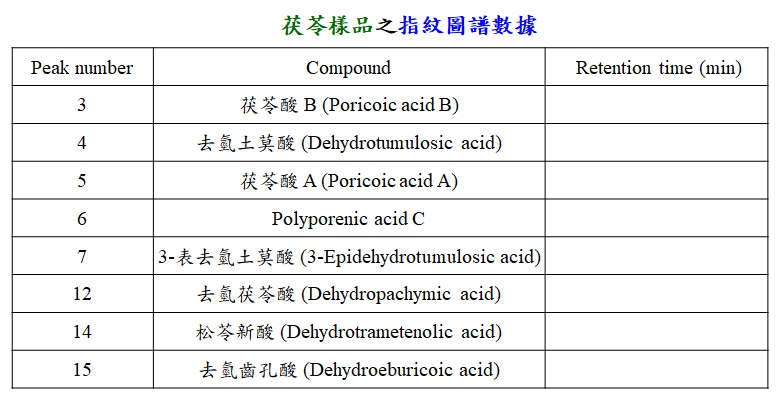 茯苓樣品之指紋圖譜數據
Peak number Compound Retention time (min)
3 茯苓酸 B (Poricoic acid B)
4 去氫土莫酸 (Dehydrotumulosic acid)
5 茯苓酸 A (Poricoic acid A)
6 Polyporenic acid C
7 3-表去氫土莫酸 (3-Epidehydrotumulosic acid)
12 去氫茯苓酸 (Dehydropachymic acid)
14 松苓新酸 (Dehydrotrametenolic acid)
15 去氫齒孔酸 (Dehydroeburicoic acid)